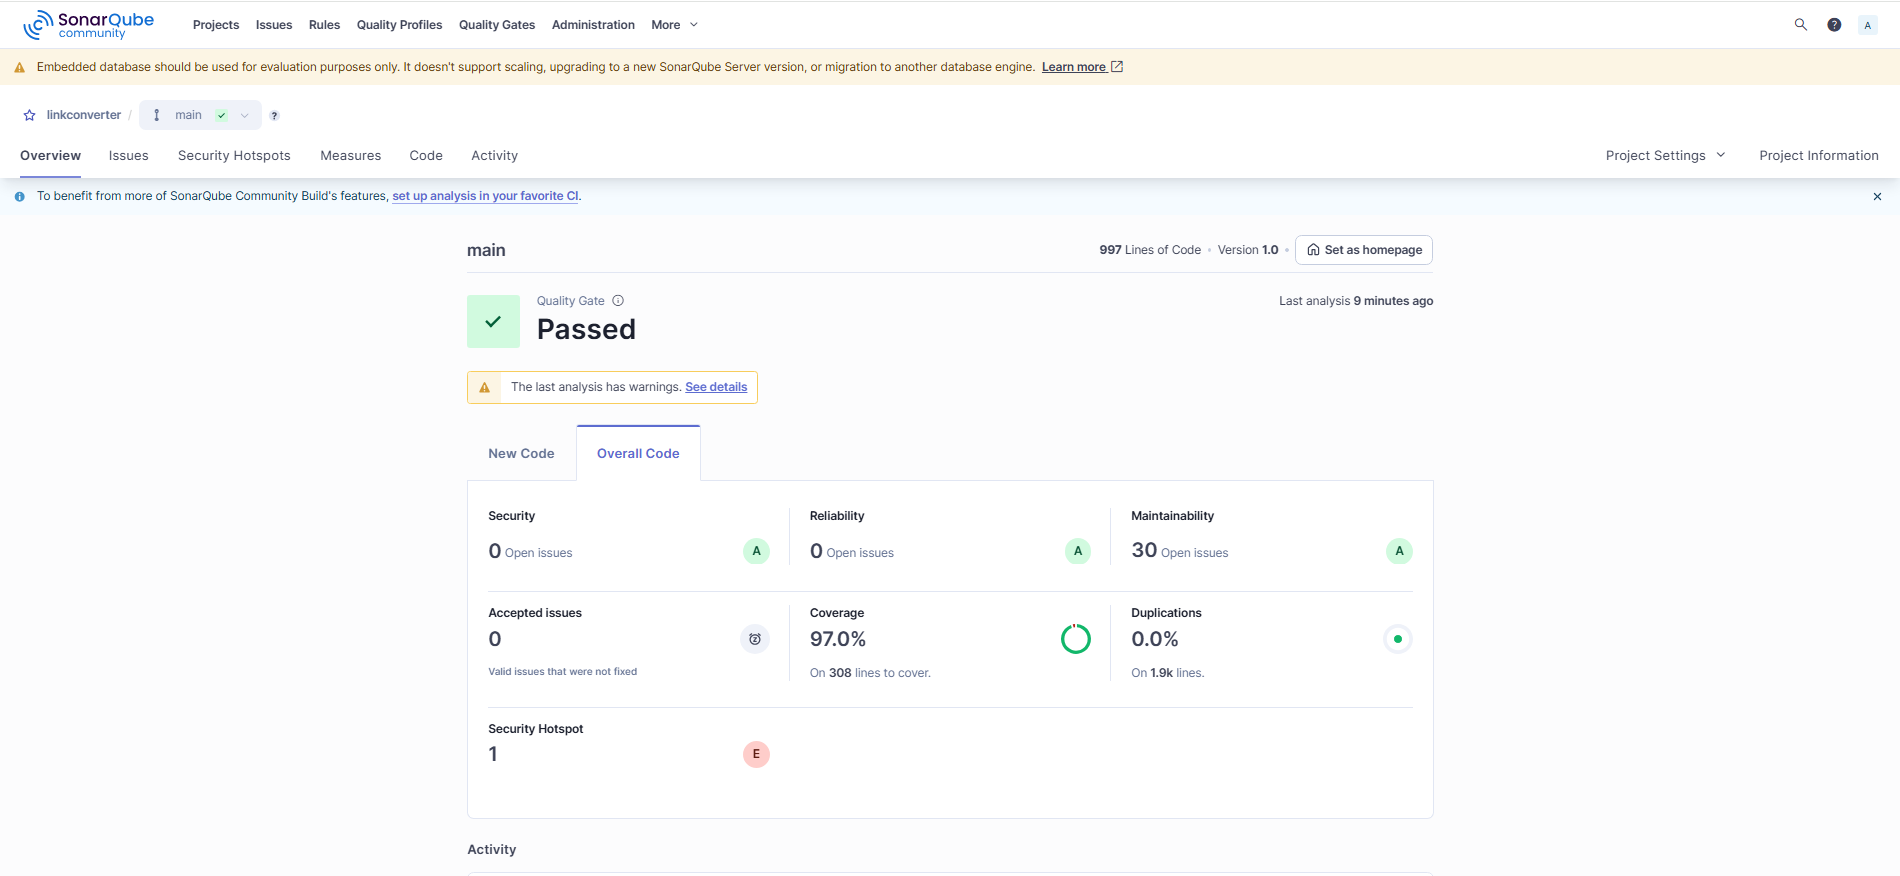 SonarQube community
Projects Issues Rules Quality Profiles Quality Gates Administration More
? A
Embedded database should be used for evaluation purposes only. It doesn't support scaling, upgrading to a new SonarQube Server version, or migration to another database engine. Learn more
linkconverter / main ?
Overview Issues Security Hotspots Measures Code Activity Project Settings Project Information
To benefit from more of SonarQube Community Build's features, set up analysis in your favorite CI.
main
997 Lines of Code • Version 1.0 • Set as homepage
Quality Gate
Passed
Last analysis 9 minutes ago
The last analysis has warnings. See details
New Code Overall Code
Security
0 Open issues A
Reliability
0 Open issues A
Maintainability
30 Open issues A
Accepted issues
0
Valid issues that were not fixed
Coverage
97.0%
On 308 lines to cover.
Duplications
0.0%
On 1.9k lines.
Security Hotspot
1 E
Activity